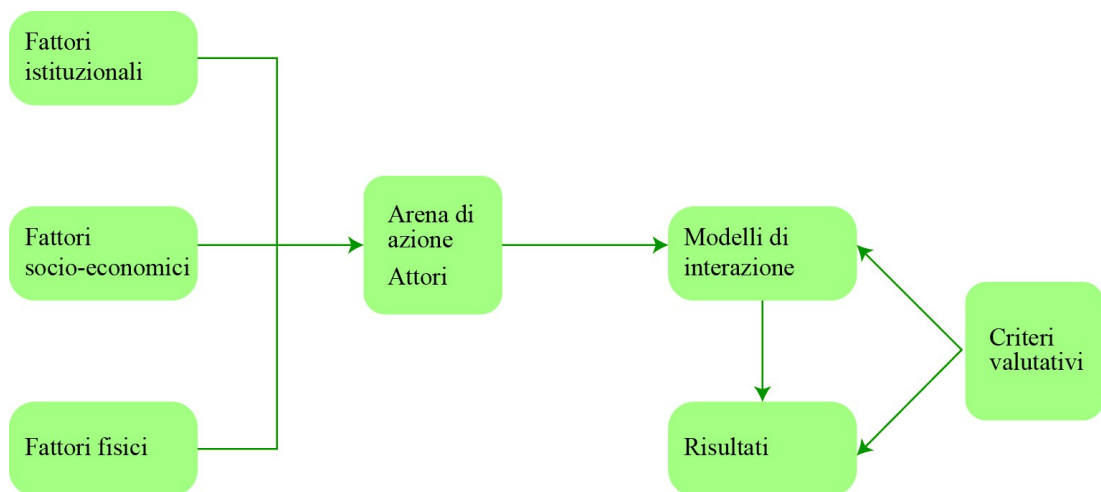 Fattori
istituzionali
Fattori
socio-economici
Fattori fisici
Arena di
azione
Attori
Modelli di
interazione
Risultati
Criteri
valutativi